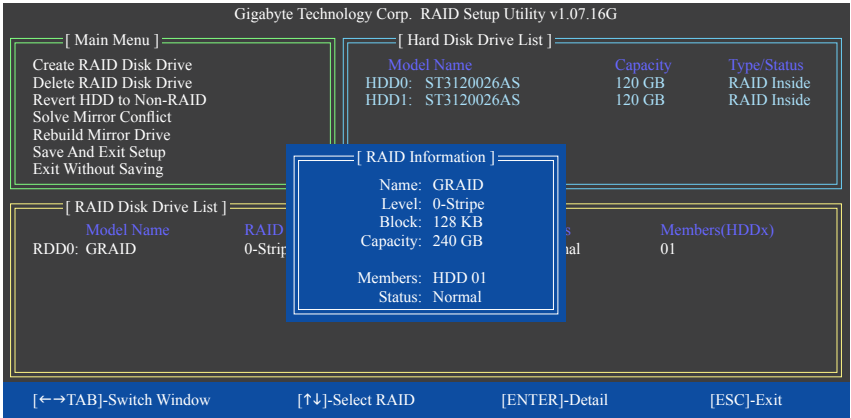 Gigabyte Technology Corp. RAID Setup Utility v1.07.16G
[ Main Menu ]
Create RAID Disk Drive
Delete RAID Disk Drive
Revert HDD to Non-RAID
Solve Mirror Conflict
Rebuild Mirror Drive
Save And Exit Setup
Exit Without Saving
[ Hard Disk Drive List ]
Model Name Capacity Type/Status
HDD0: ST3120026AS 120 GB RAID Inside
HDD1: ST3120026AS 120 GB RAID Inside
[ RAID Information ]
Name: GRAID
Level: 0-Stripe
Block: 128 KB
Capacity: 240 GB
Members: HDD 01
Status: Normal
[ RAID Disk Drive List ]
Model Name RAID s Members(HDDx)
RDD0: GRAID 0-Strip al 01
[←→TAB]-Switch Window [↑↓]-Select RAID [ENTER]-Detail [ESC]-Exit